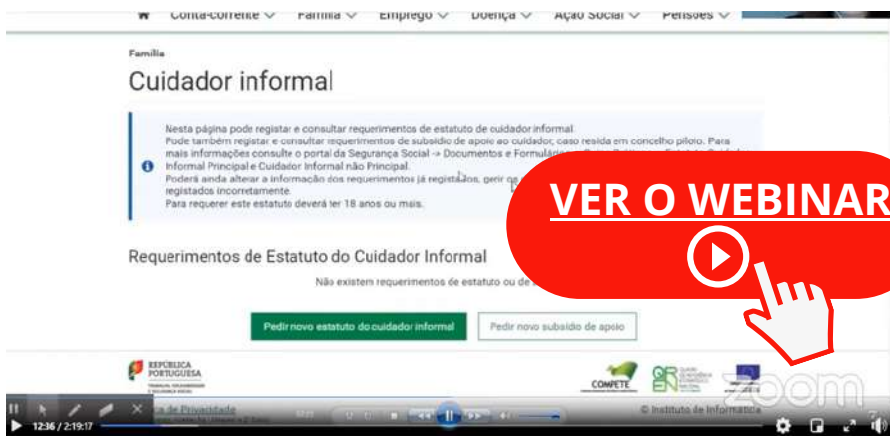 Conta-corrente Família Emprego Doença Ação Social Pensões
Família
Cuidador informal
Nesta página pode registar e consultar requerimentos de estatuto de cuidador informal.
Pode também registar e consultar requerimentos de subsídio de apoio ao cuidador, caso resida em concelho piloto. Para
mais informações consulte o portal da Segurança Social -> Documentos e Formulários
Informal Principal e Cuidador Informal não Principal.
Poderá ainda alterar a informação dos requerimentos já registados, gerir os
registados incorretamente.
Para requerer este estatuto deverá ter 18 anos ou mais.
VER O WEBINAR
Requerimentos de Estatuto do Cuidador Informal
Não existem requerimentos de estatuto ou de
Pedir novo estatuto do cuidador informal Pedir novo subsídio de apoio
REPÚBLICA
PORTUGUESA
COMPETE QREN
zoom
de Privacidade © Instituto de Informática
12:36 / 2:19:17